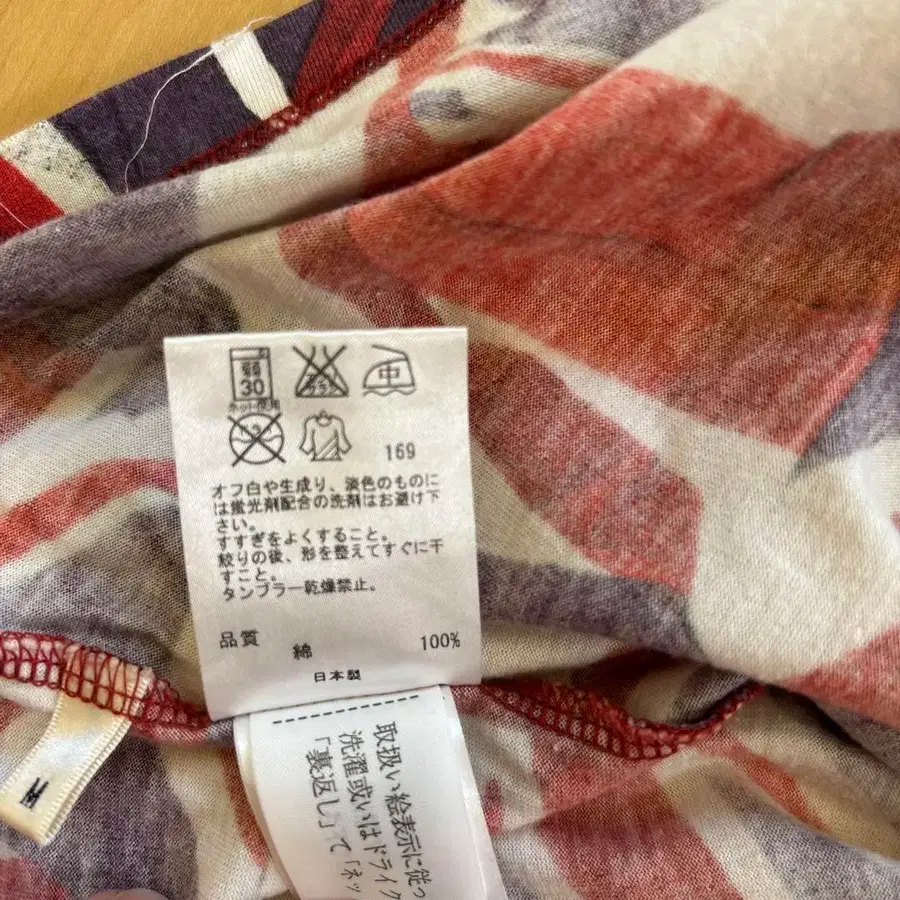 弱
30
中
ネット使用
169
オフ白や生成り、淡色のものに
は蛍光剤配合の洗剤はお避け下
さい。
すすぎをよくすること。
絞りの後、形を整えてすぐに干
すこと。
タンブラー乾燥禁止。
品質 綿 100%
日本製
取扱い絵表示に従っ
洗濯或いはドライク
「裏返し」て「ネッ
M